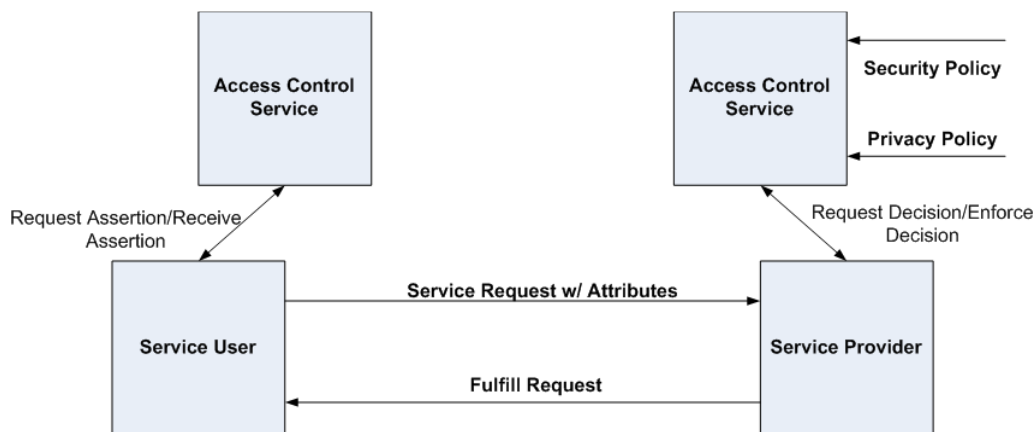 Access Control
Service
Access Control
Service
Security Policy
Privacy Policy
Request Assertion/Receive
Assertion
Request Decision/Enforce
Decision
Service Request w/ Attributes
Service User
Service Provider
Fulfill Request